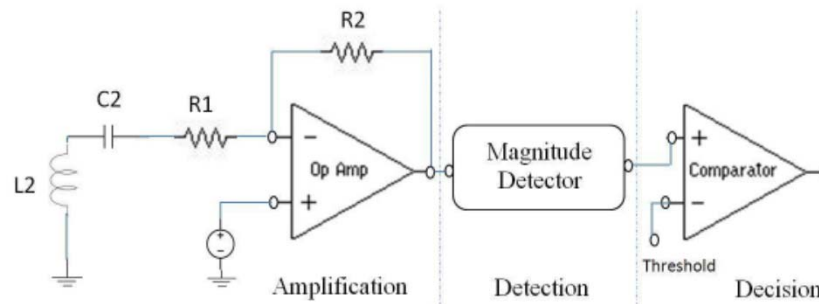 R2
C2
R1
L2
−
Op Amp
+
Magnitude
Detector
+
Comparator
−
Threshold
Amplification
Detection
Decision